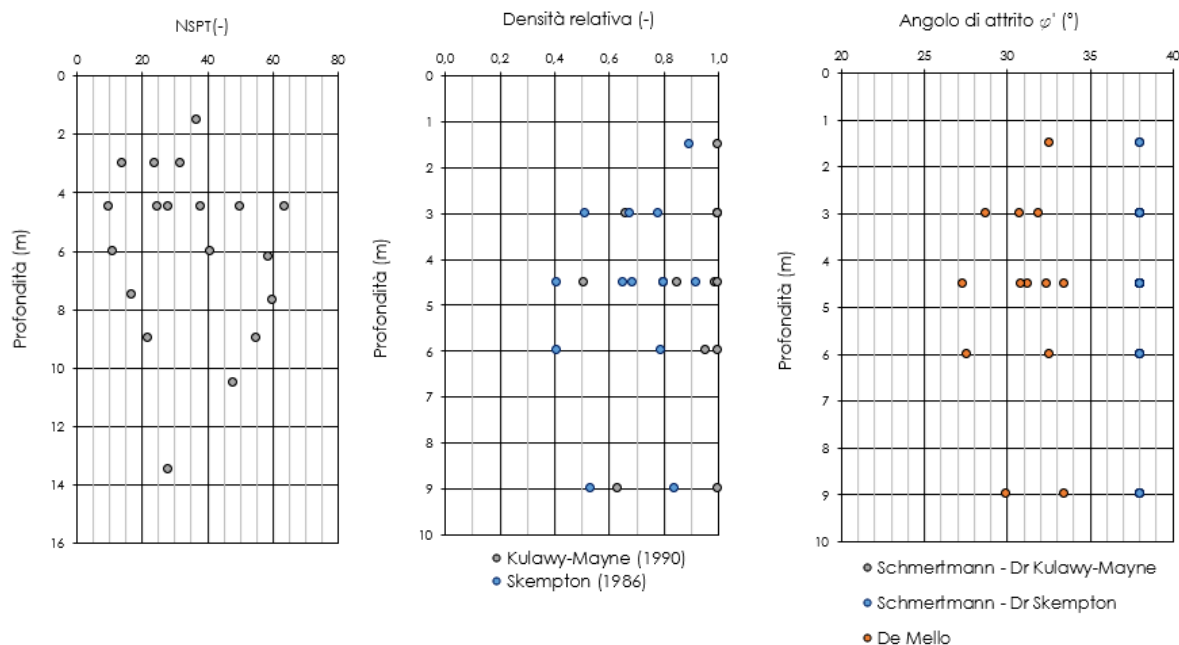 NSPT(-)
0 20 40 60 80
0
2
4
6
8
10
12
14
16
Profondità (m)
Densità relativa (-)
0,0 0,2 0,4 0,6 0,8 1,0
0
1
2
3
4
5
6
7
8
9
10
Profondità (m)
Kulawy-Mayne (1990)
Skempton (1986)
Angolo di attrito φ' (°)
20 25 30 35 40
0
1
2
3
4
5
6
7
8
9
10
Profondità (m)
Schmertmann - Dr Kulawy-Mayne
Schmertmann - Dr Skempton
De Mello